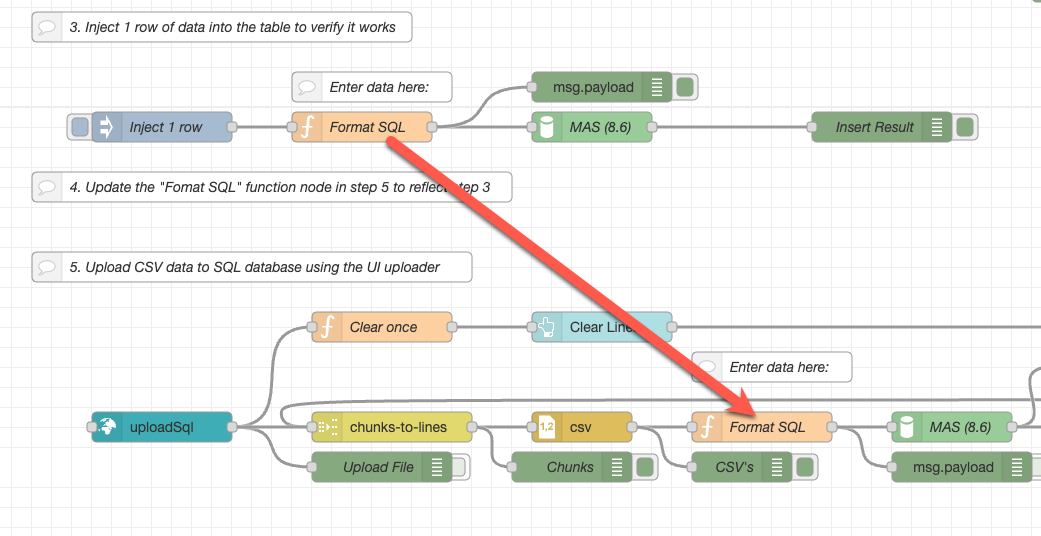 3. Inject 1 row of data into the table to verify it works
Enter data here:
msg.payload
Inject 1 row
Format SQL
MAS (8.6)
Insert Result
4. Update the "Fomat SQL" function node in step 5 to reflect step 3
5. Upload CSV data to SQL database using the UI uploader
Clear once
Clear Lines
Enter data here:
uploadSql
chunks-to-lines
1,2
csv
Format SQL
MAS (8.6)
Upload File
Chunks
CSV's
msg.payload